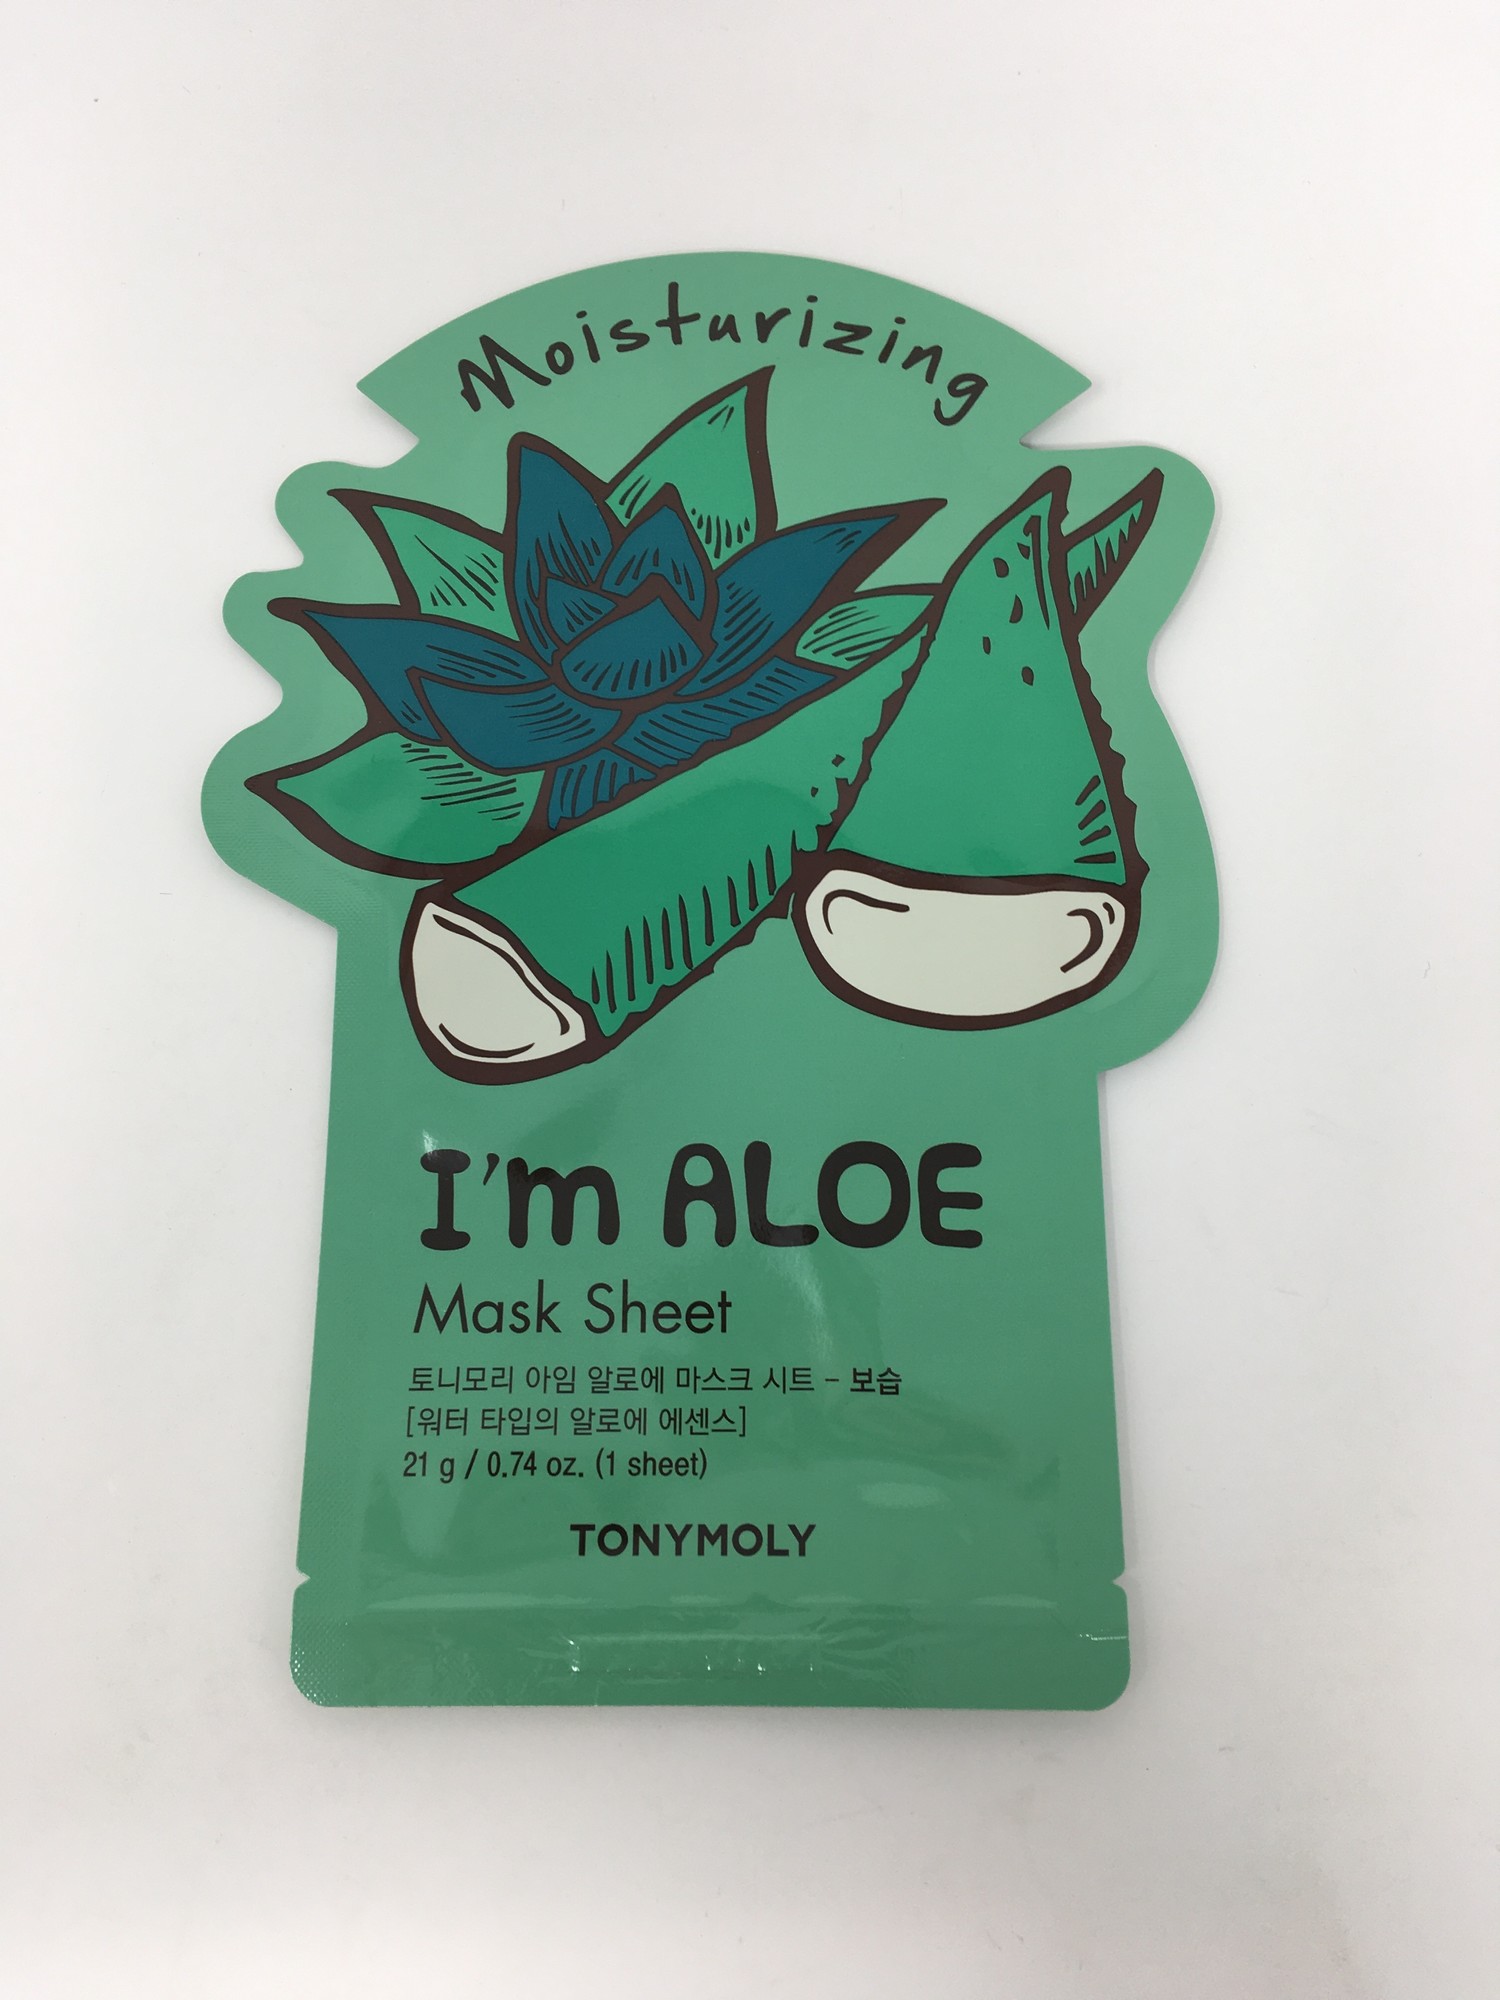 Moisturizing
I'm ALOE
Mask Sheet
토니모리 아임 알로에 마스크 시트 - 보습
[워터 타입의 알로에 에센스]
21 g / 0.74 oz. (1 sheet)
TONYMOLY